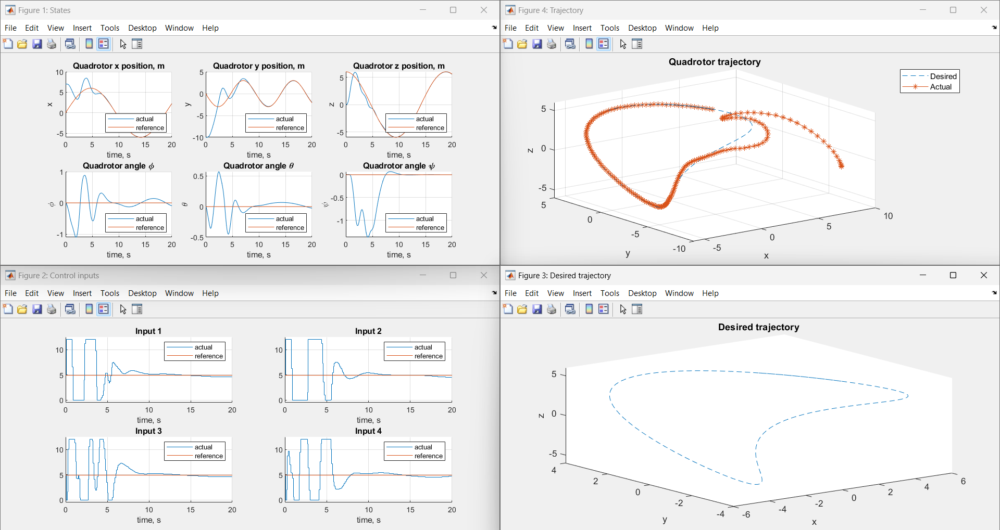 Figure 1: States
File Edit View Insert Tools Desktop Window Help
Quadrotor x position, m
10
5
0
-5
x
actual
reference
0 5 10 15 20
time, s
Quadrotor y position, m
5
0
-5
-10
y
actual
reference
0 5 10 15 20
time, s
Quadrotor z position, m
5
0
-5
z
actual
reference
0 5 10 15 20
time, s
Quadrotor angle ϕ
1
0
-1
ϕ
actual
reference
0 5 10 15 20
time, s
Quadrotor angle θ
0.5
0
-0.5
θ
actual
reference
0 5 10 15 20
time, s
Quadrotor angle ψ
0
-0.5
-1
ψ
actual
reference
0 5 10 15 20
time, s
Figure 4: Trajectory
File Edit View Insert Tools Desktop Window Help
Quadrotor trajectory
Desired
Actual
5
0
-5
z
5
0
-5
-10
y
-5
0
5
10
x
Figure 2: Control inputs
File Edit View Insert Tools Desktop Window Help
Input 1
10
5
0
actual
reference
0 5 10 15 20
time, s
Input 2
10
5
0
actual
reference
0 5 10 15 20
time, s
Input 3
10
5
0
actual
reference
0 5 10 15 20
time, s
Input 4
10
5
0
actual
reference
0 5 10 15 20
time, s
Figure 3: Desired trajectory
File Edit View Insert Tools Desktop Window Help
Desired trajectory
5
0
-5
z
4
2
0
-2
-4
y
-6
-4
-2
0
2
4
6
x